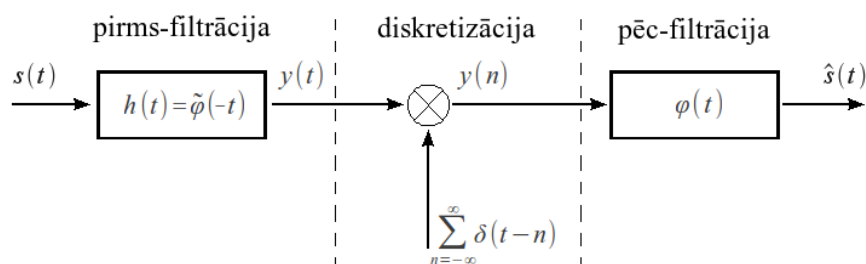 pirms-filtrācija diskretizācija pēc-filtrācija
s(t) y(t) y(n) ŝ(t)
h(t)=φ̃(-t) φ(t)
∞
∑ δ(t-n)
n=-∞